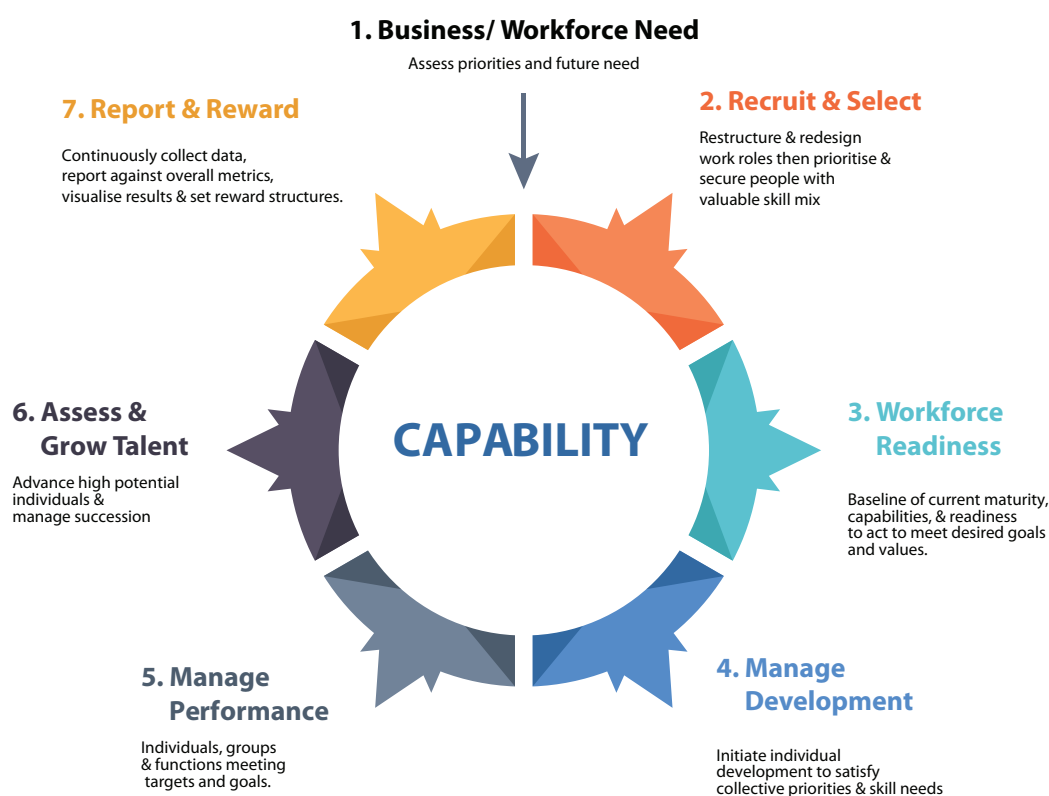 1. Business/ Workforce Need
Assess priorities and future need
2. Recruit & Select
Restructure & redesign
work roles then prioritise &
secure people with
valuable skill mix
3. Workforce
Readiness
Baseline of current maturity,
capabilities, & readiness
to act to meet desired goals
and values.
4. Manage
Development
Initiate individual
development to satisfy
collective priorities & skill needs
5. Manage
Performance
Individuals, groups
& functions meeting
targets and goals.
6. Assess &
Grow Talent
Advance high potential
individuals &
manage succession
7. Report & Reward
Continuously collect data,
report against overall metrics,
visualise results & set reward structures.
CAPABILITY